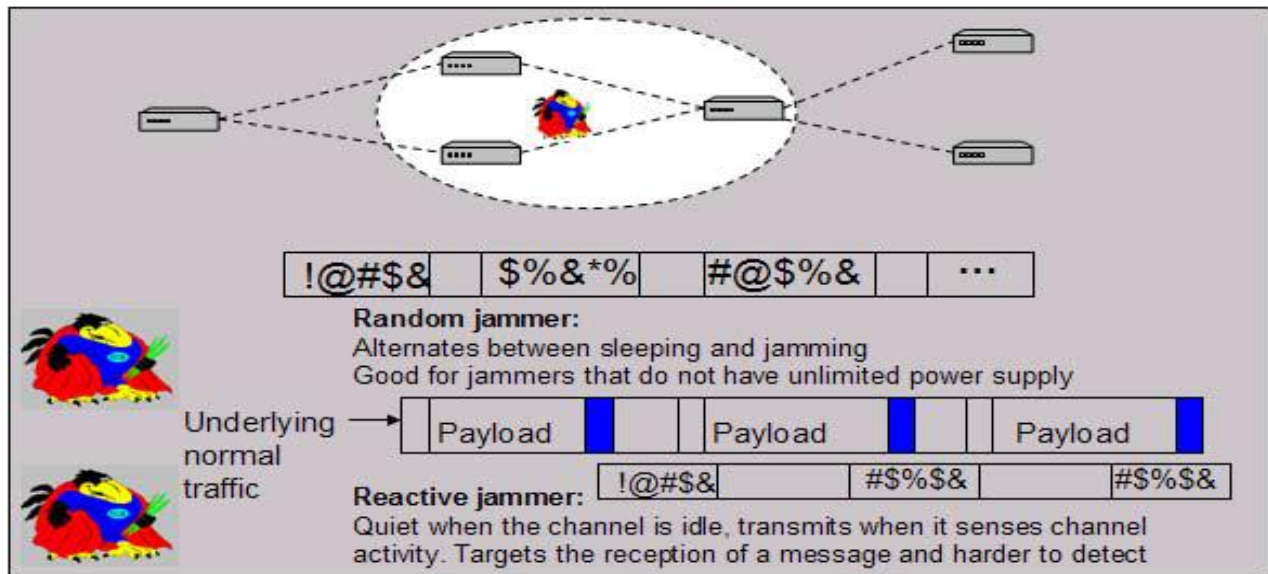 !@#$& $%&*% #@$%& ...
Random jammer:
Alternates between sleeping and jamming
Good for jammers that do not have unlimited power supply
Underlying
normal
traffic
Payload Payload Payload
!@#$& #$%$& #$%$&
Reactive jammer:
Quiet when the channel is idle, transmits when it senses channel
activity. Targets the reception of a message and harder to detect